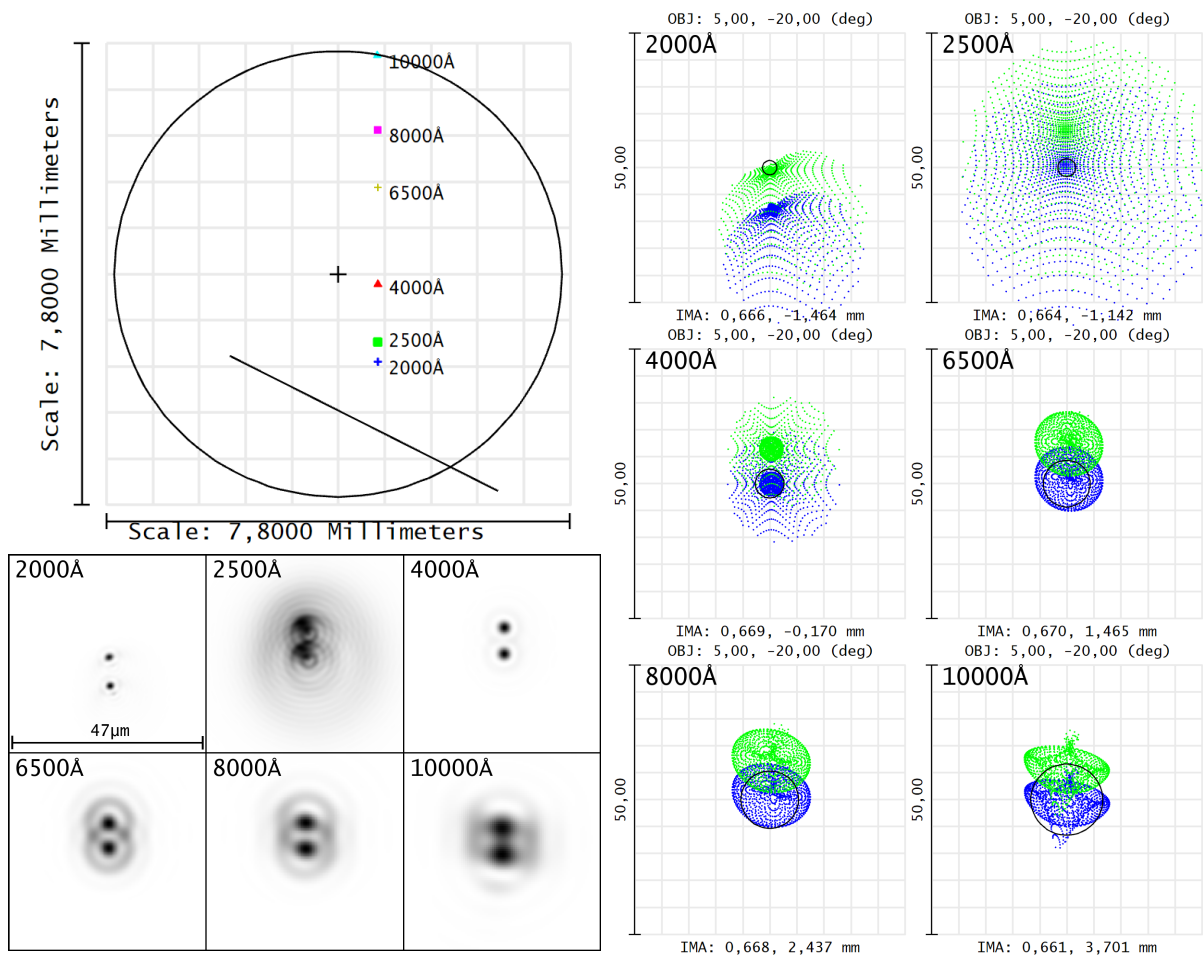 Scale: 7,8000 Millimeters
10000Å
8000Å
6500Å
4000Å
2500Å
2000Å
Scale: 7,8000 Millimeters
2000Å
2500Å
4000Å
47µm
6500Å
8000Å
10000Å
OBJ: 5,00, -20,00 (deg)
2000Å
50,00
IMA: 0,666, -1,464 mm
OBJ: 5,00, -20,00 (deg)
2500Å
50,00
IMA: 0,664, -1,142 mm
OBJ: 5,00, -20,00 (deg)
4000Å
50,00
IMA: 0,669, -0,170 mm
OBJ: 5,00, -20,00 (deg)
6500Å
50,00
IMA: 0,670, 1,465 mm
OBJ: 5,00, -20,00 (deg)
8000Å
50,00
IMA: 0,668, 2,437 mm
OBJ: 5,00, -20,00 (deg)
10000Å
50,00
IMA: 0,661, 3,701 mm